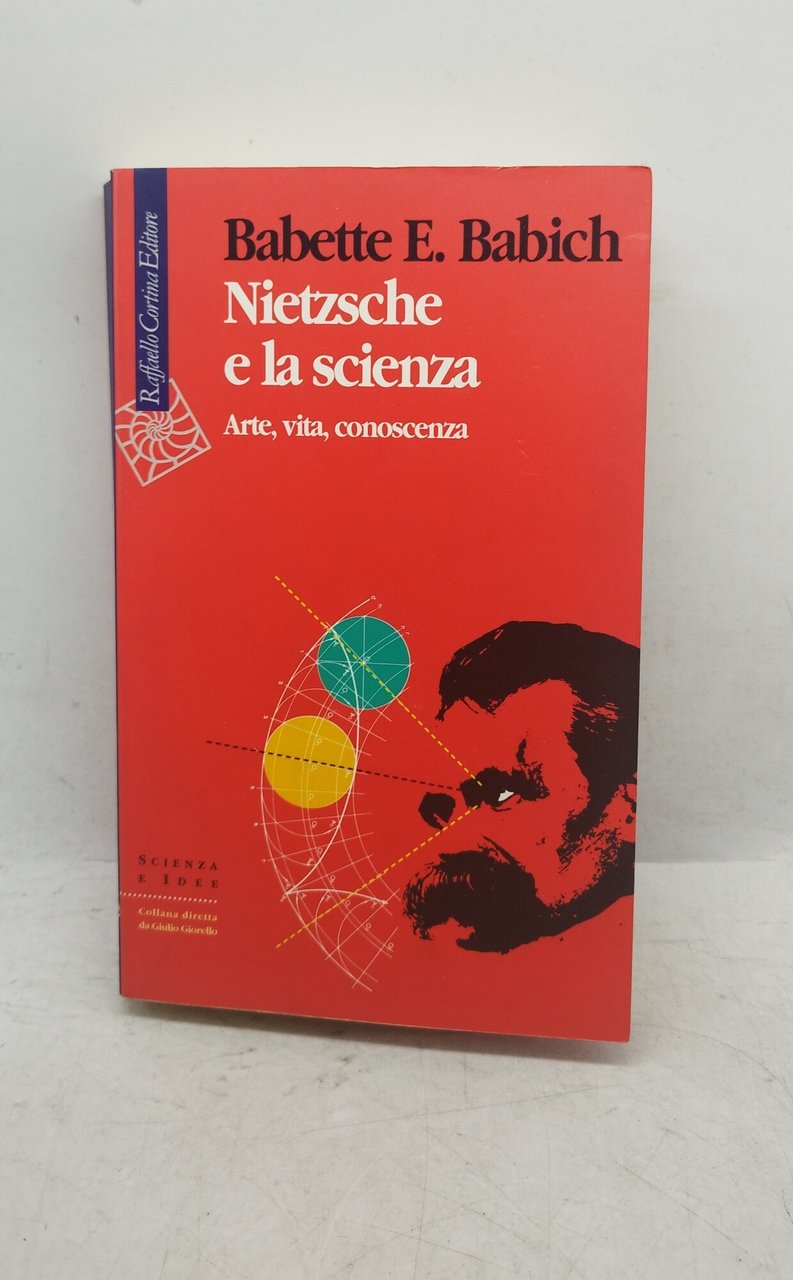 Raffaello Cortina Editore
Babette E. Babich
Nietzsche
e la scienza
Arte, vita, conoscenza
SCIENZA
E IDEE
Collana diretta
da Giulio Giorello